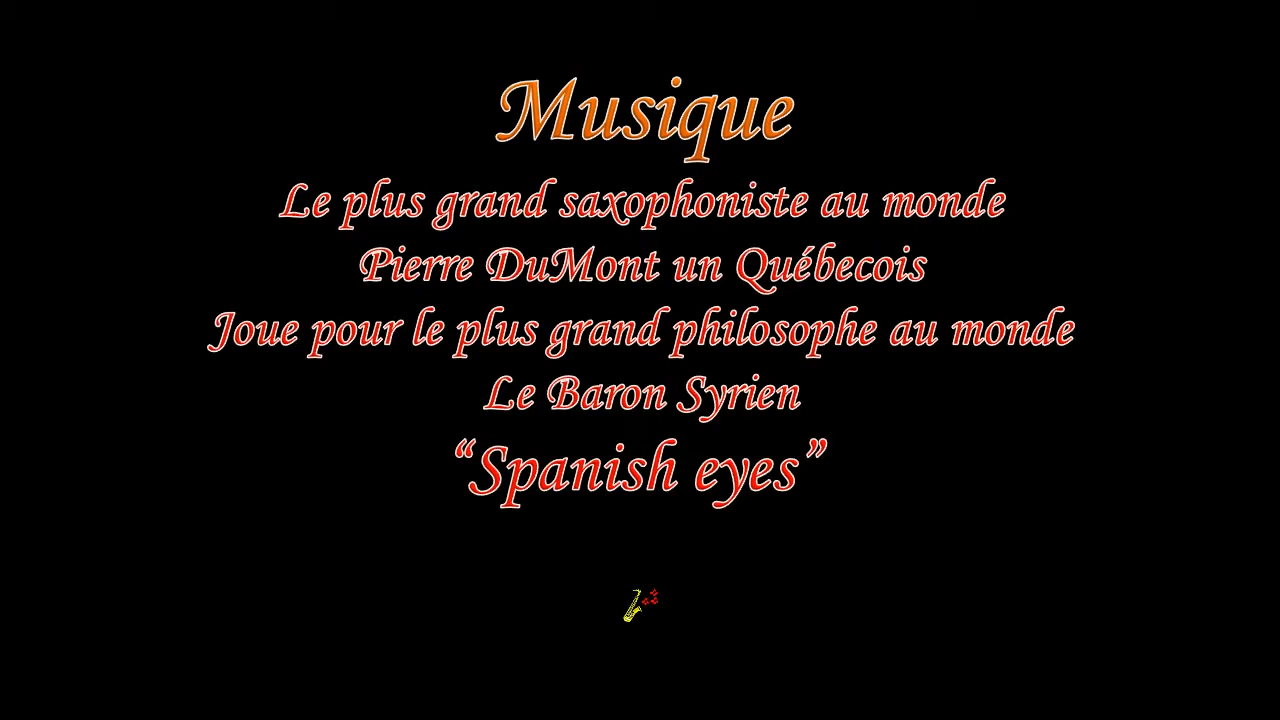 Musique
Le plus grand saxophoniste au monde
Pierre DuMont un Québecois
Joue pour le plus grand philosophe au monde
Le Baron Syrien
“Spanish eyes”